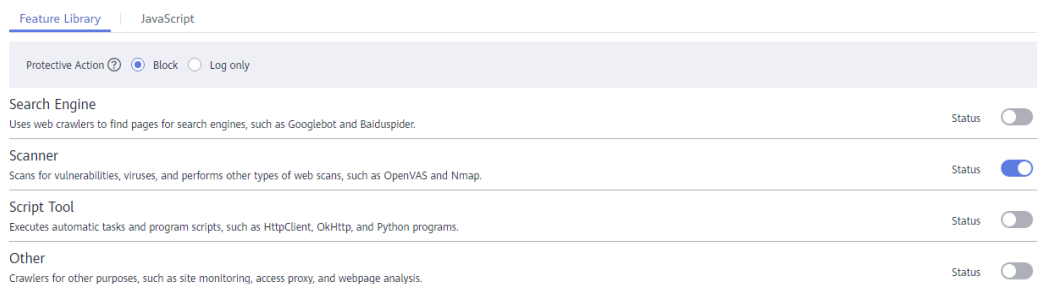 Feature Library | JavaScript
Protective Action ? Block Log only
Search Engine
Uses web crawlers to find pages for search engines, such as Googlebot and Baiduspider.
Status
Scanner
Scans for vulnerabilities, viruses, and performs other types of web scans, such as OpenVAS and Nmap.
Status
Script Tool
Executes automatic tasks and program scripts, such as HttpClient, OkHttp, and Python programs.
Status
Other
Crawlers for other purposes, such as site monitoring, access proxy, and webpage analysis.
Status